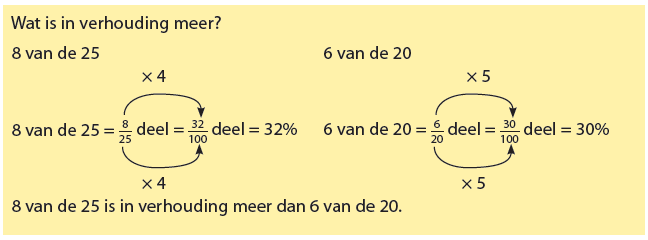 Wat is in verhouding meer?
8 van de 25 6 van de 20
× 4 × 5
8 van de 25 = 8/25 deel = 32/100 deel = 32% 6 van de 20 = 6/20 deel = 30/100 deel = 30%
× 4 × 5
8 van de 25 is in verhouding meer dan 6 van de 20.